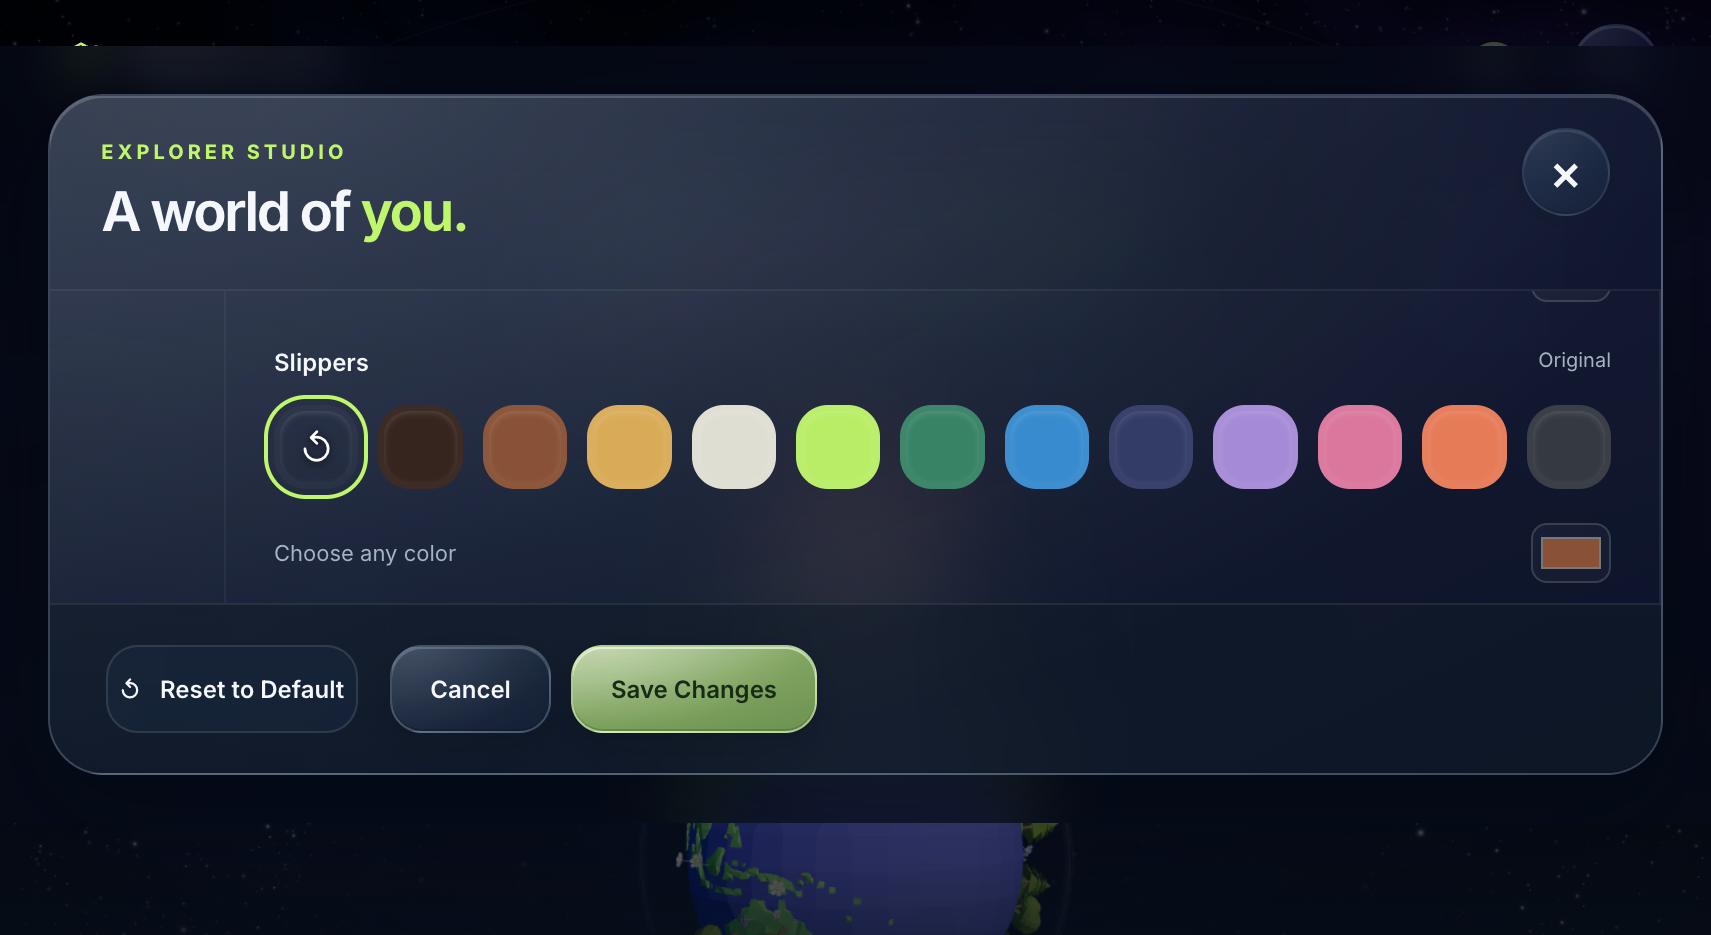 EXPLORER STUDIO
A world of you.
Slippers
Original
Choose any color
Reset to Default
Cancel
Save Changes